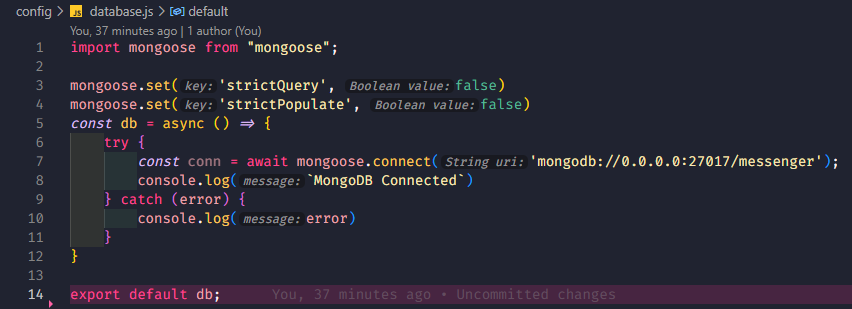 config > JS database.js > default
You, 37 minutes ago | 1 author (You)
1 import mongoose from "mongoose";
2
3 mongoose.set( key: 'strictQuery', Boolean value: false)
4 mongoose.set( key: 'strictPopulate', Boolean value: false)
5 const db = async () => {
6 try {
7 const conn = await mongoose.connect( String uri: 'mongodb://0.0.0.0:27017/messenger');
8 console.log( message: `MongoDB Connected`)
9 } catch (error) {
10 console.log( message: error)
11 }
12 }
13
14 export default db; You, 37 minutes ago • Uncommitted changes